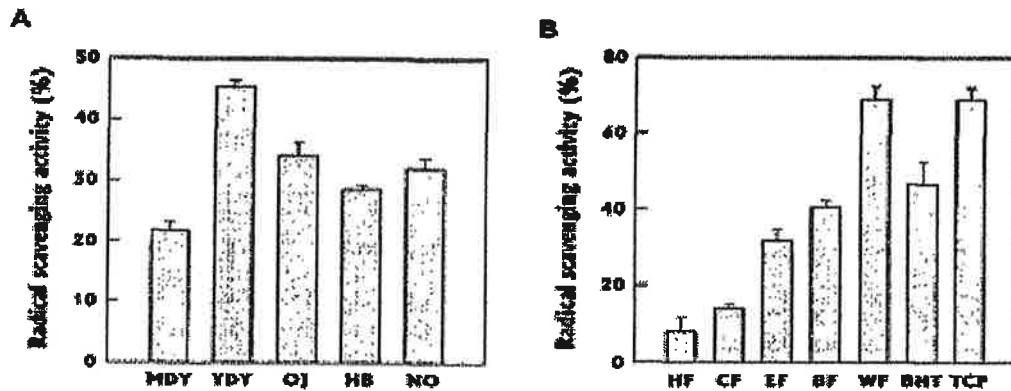 A
B
Radical scavenging activity (%)
50
40
30
20
10
0
MDY YDY OJ HB NO
Radical scavenging activity (%)
80
60
40
20
0
HF CF EF BF WF BHT TCF